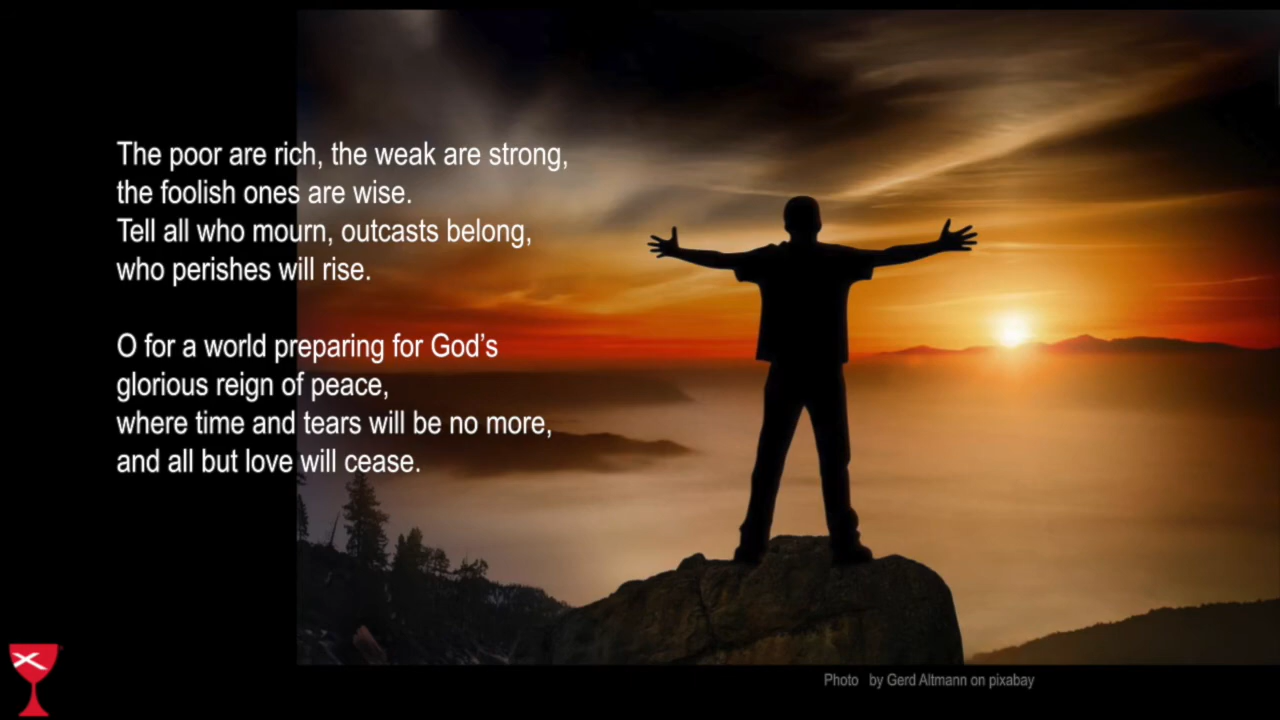 The poor are rich, the weak are strong,
the foolish ones are wise.
Tell all who mourn, outcasts belong,
who perishes will rise.
O for a world preparing for God’s
glorious reign of peace,
where time and tears will be no more,
and all but love will cease.
Photo by Gerd Altmann on pixabay